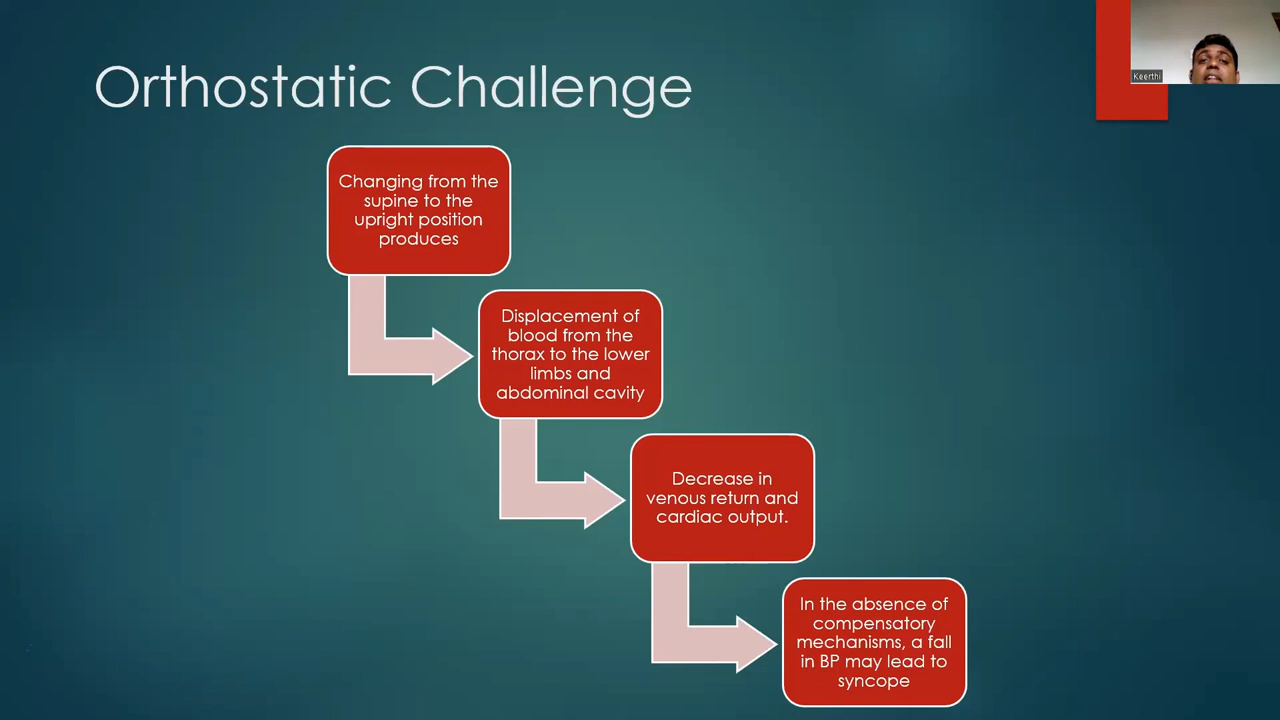 Orthostatic Challenge
Keerthi
Changing from the
supine to the
upright position
produces
Displacement of
blood from the
thorax to the lower
limbs and
abdominal cavity
Decrease in
venous return and
cardiac output.
In the absence of
compensatory
mechanisms, a fall
in BP may lead to
syncope